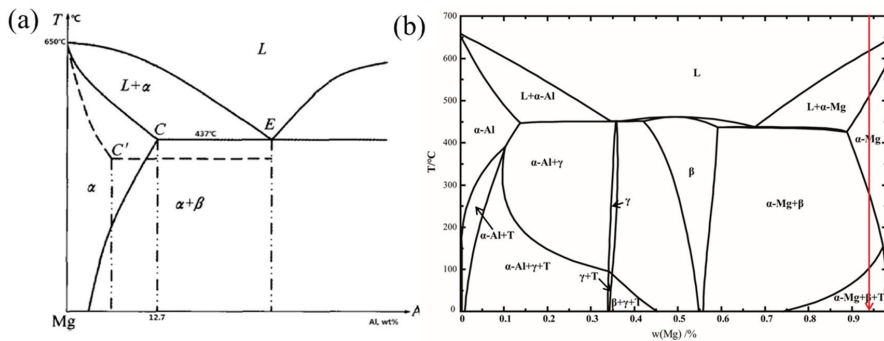 (a)
T
℃
650℃
L
L+α
C
437℃
E
C′
α
α+β
Mg
12.7
Al, wt%
A
(b)
700
600
500
450
400
300
200
100
0
T/℃
L
L+α-Al
L+α-Mg
α-Al
α-Mg
α-Al+γ
β
γ
α-Mg+β
α-Al+T
α-Al+γ+T
γ+T
β+γ+T
α-Mg+β+T
0.0
0.1
0.2
0.3
0.4
0.5
0.6
0.7
0.8
0.9
w(Mg) /%